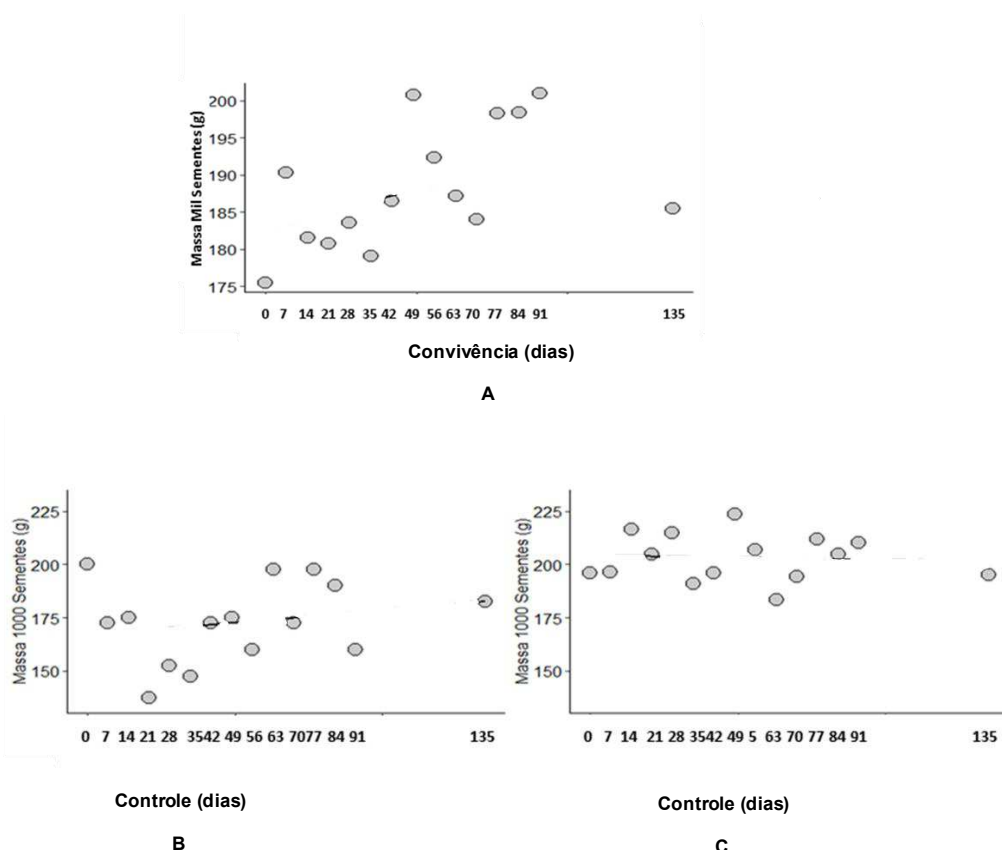 Massa Mil Sementes (g)
200
195
190
185
180
175
0 7 14 21 28 35 42 49 56 63 70 77 84 91 135
Convivência (dias)
A
Massa 1000 Sementes (g)
225
200
175
150
0 7 14 21 28 3542 49 56 63 7077 84 91 135
Controle (dias)
B
Massa 1000 Sementes (g)
225
200
175
150
0 7 14 21 28 3542 49 5 63 70 77 84 91 135
Controle (dias)
C